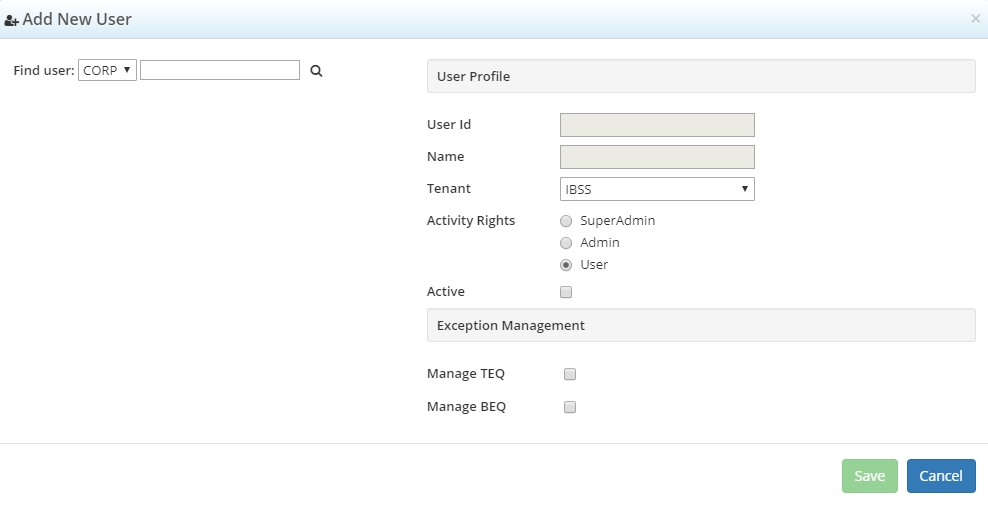 Add New User
×
Find user: CORP
User Profile
User Id
Name
Tenant IBSS
Activity Rights SuperAdmin
Admin
User
Active
Exception Management
Manage TEQ
Manage BEQ
Save Cancel